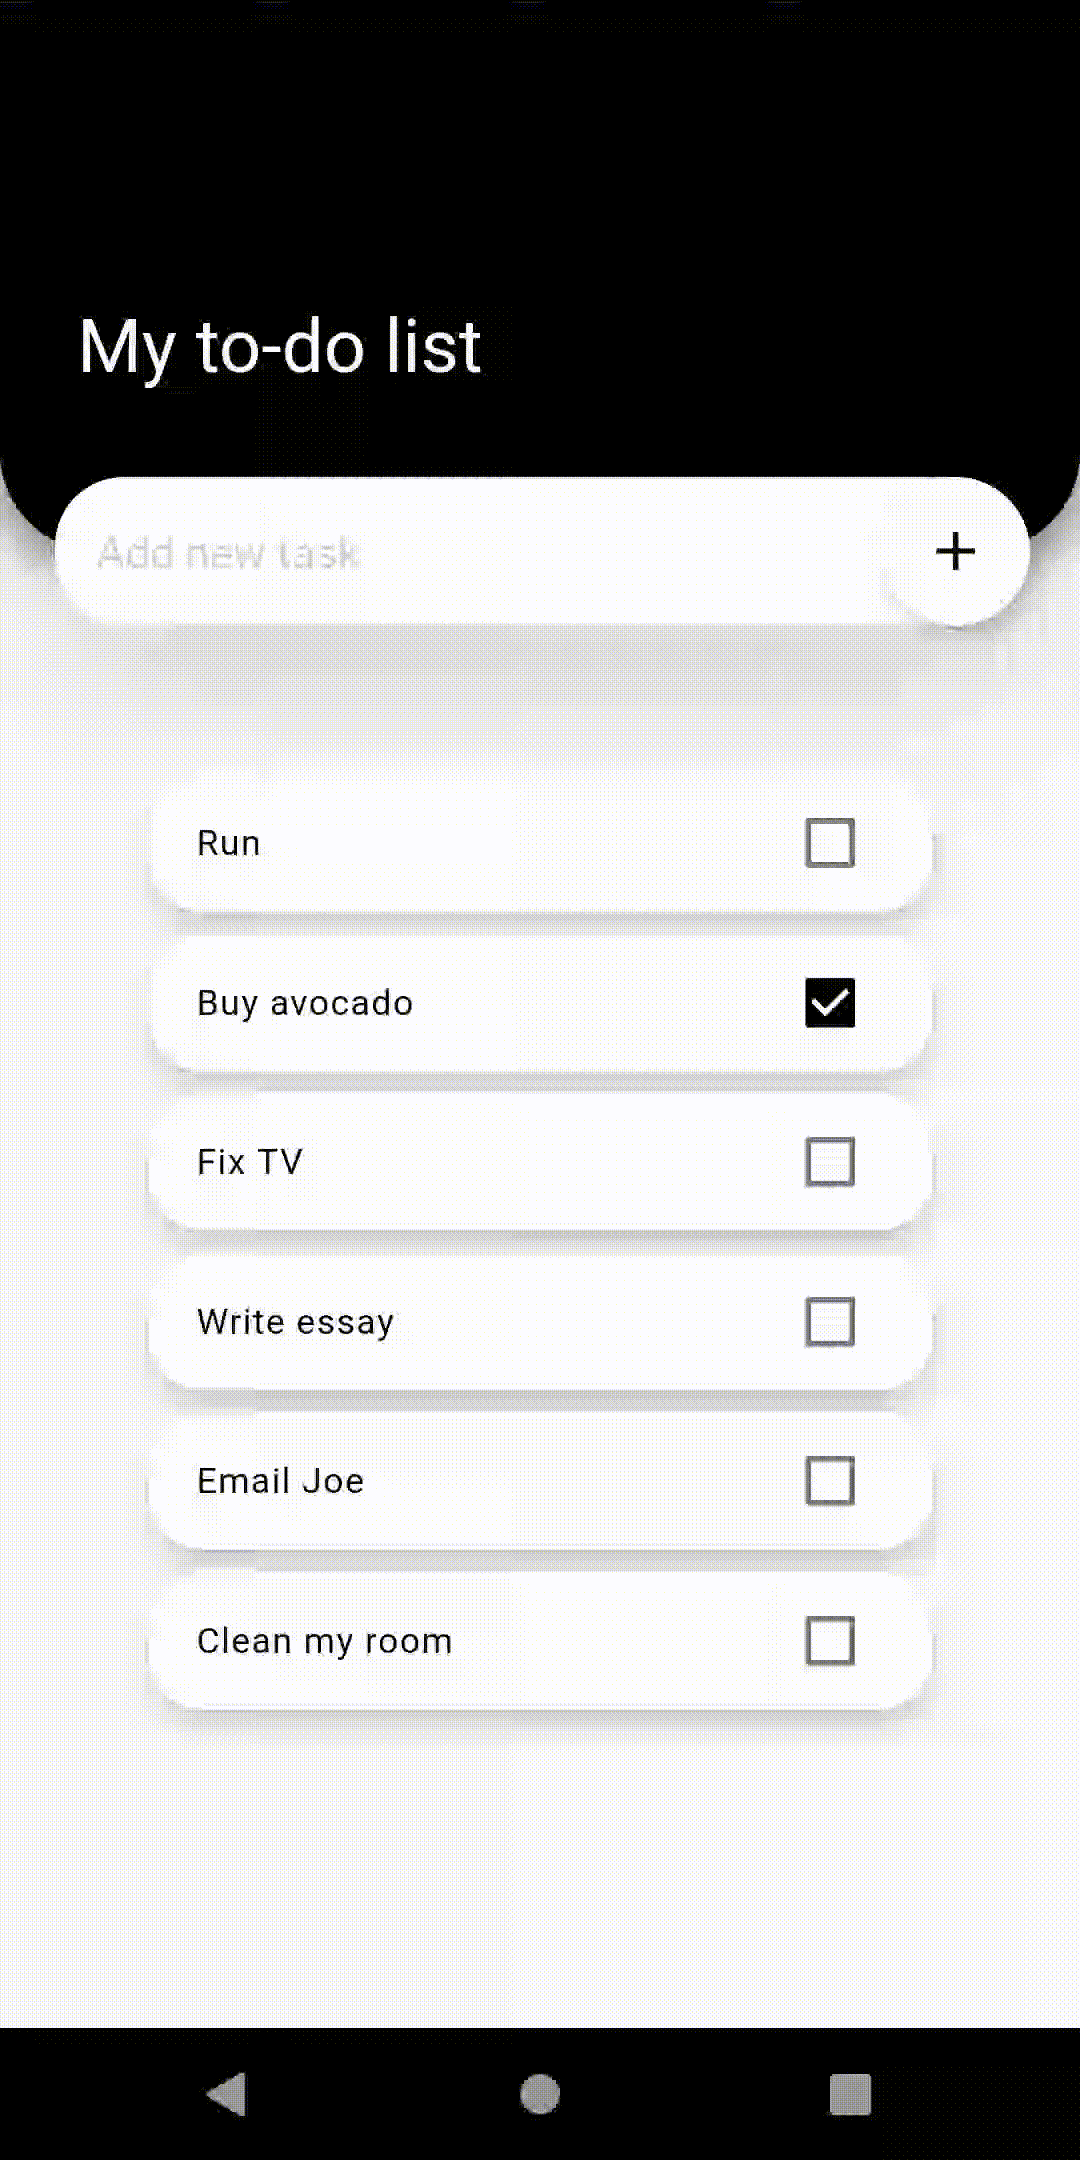 My to-do list
Add new task
Run
Buy avocado
Fix TV
Write essay
Email Joe
Clean my room